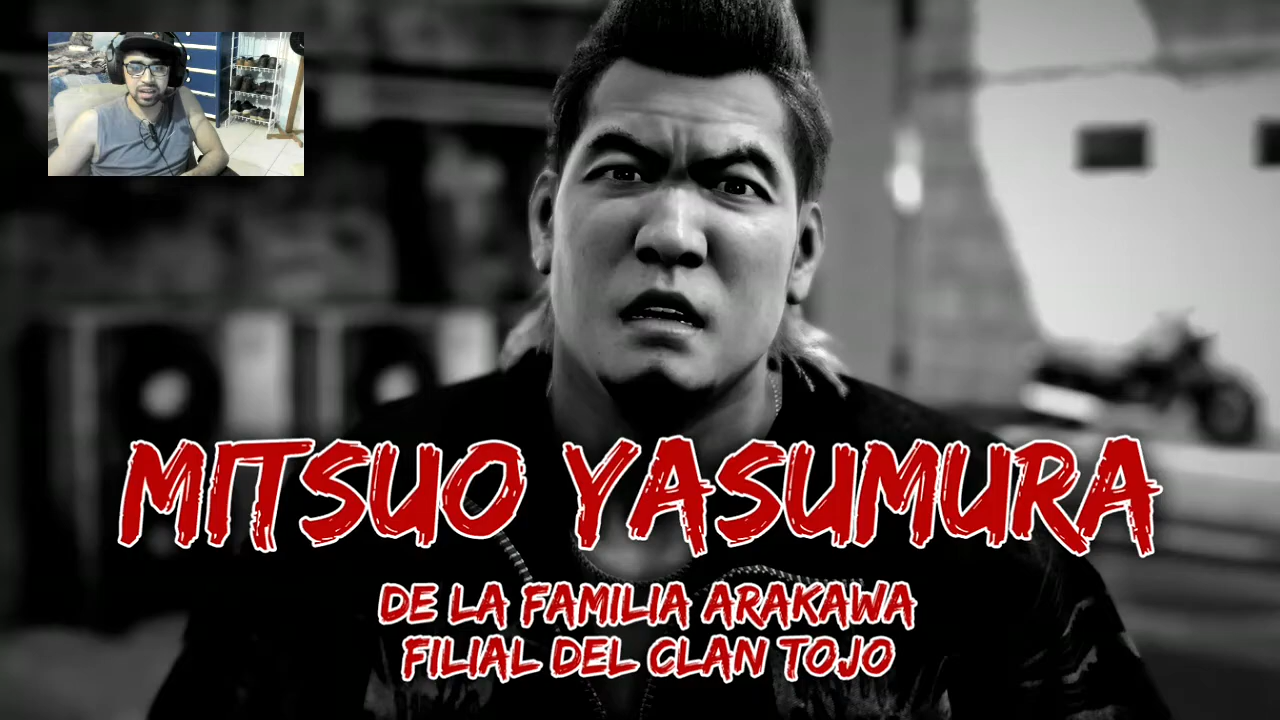 MITSUO YASUMURA
DE LA FAMILIA ARAKAWA
FILIAL DEL CLAN TOJO